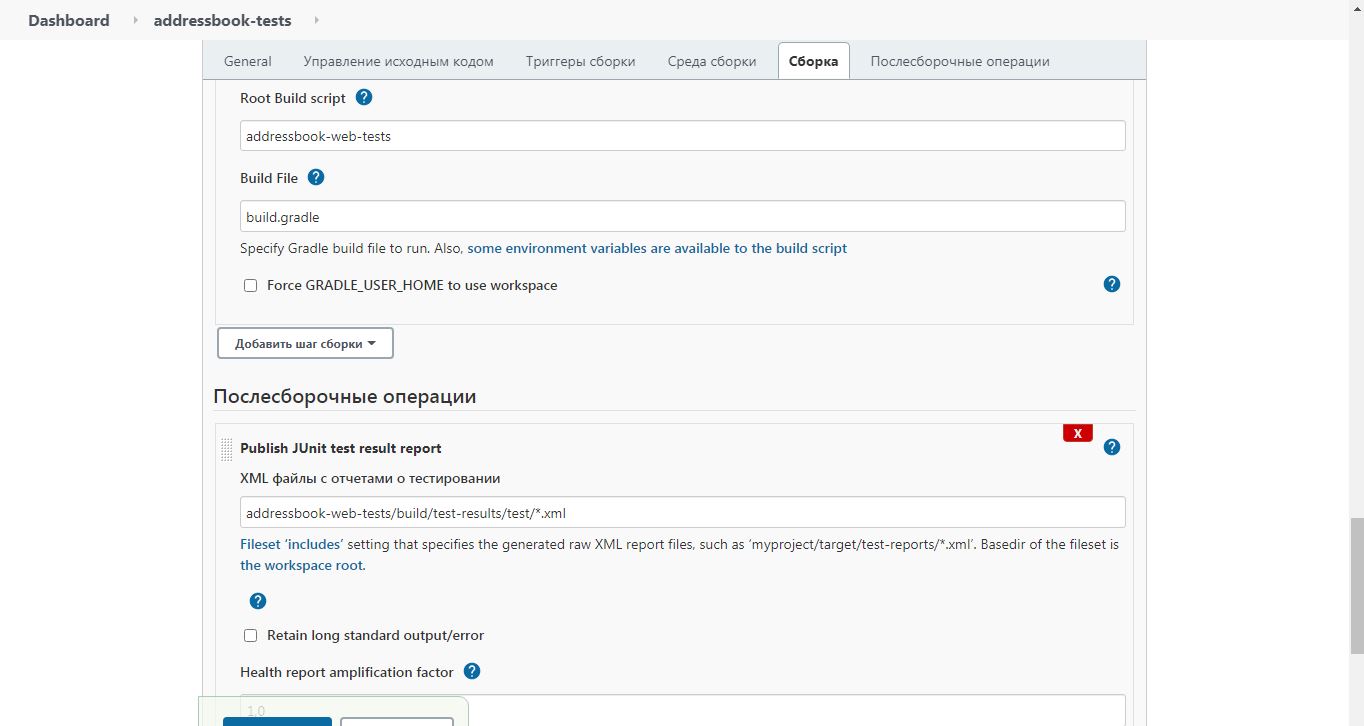 Dashboard addressbook-tests
General Управление исходным кодом Триггеры сборки Среда сборки Сборка Послесборочные операции
Root Build script ?
addressbook-web-tests
Build File ?
build.gradle
Specify Gradle build file to run. Also, some environment variables are available to the build script
Force GRADLE_USER_HOME to use workspace ?
Добавить шаг сборки
Послесборочные операции
X
Publish JUnit test result report ?
XML файлы с отчетами о тестировании
addressbook-web-tests/build/test-results/test/*.xml
Fileset ‘includes’ setting that specifies the generated raw XML report files, such as ‘myproject/target/test-reports/*.xml’. Basedir of the fileset is
the workspace root.
?
Retain long standard output/error
Health report amplification factor ?
1,0